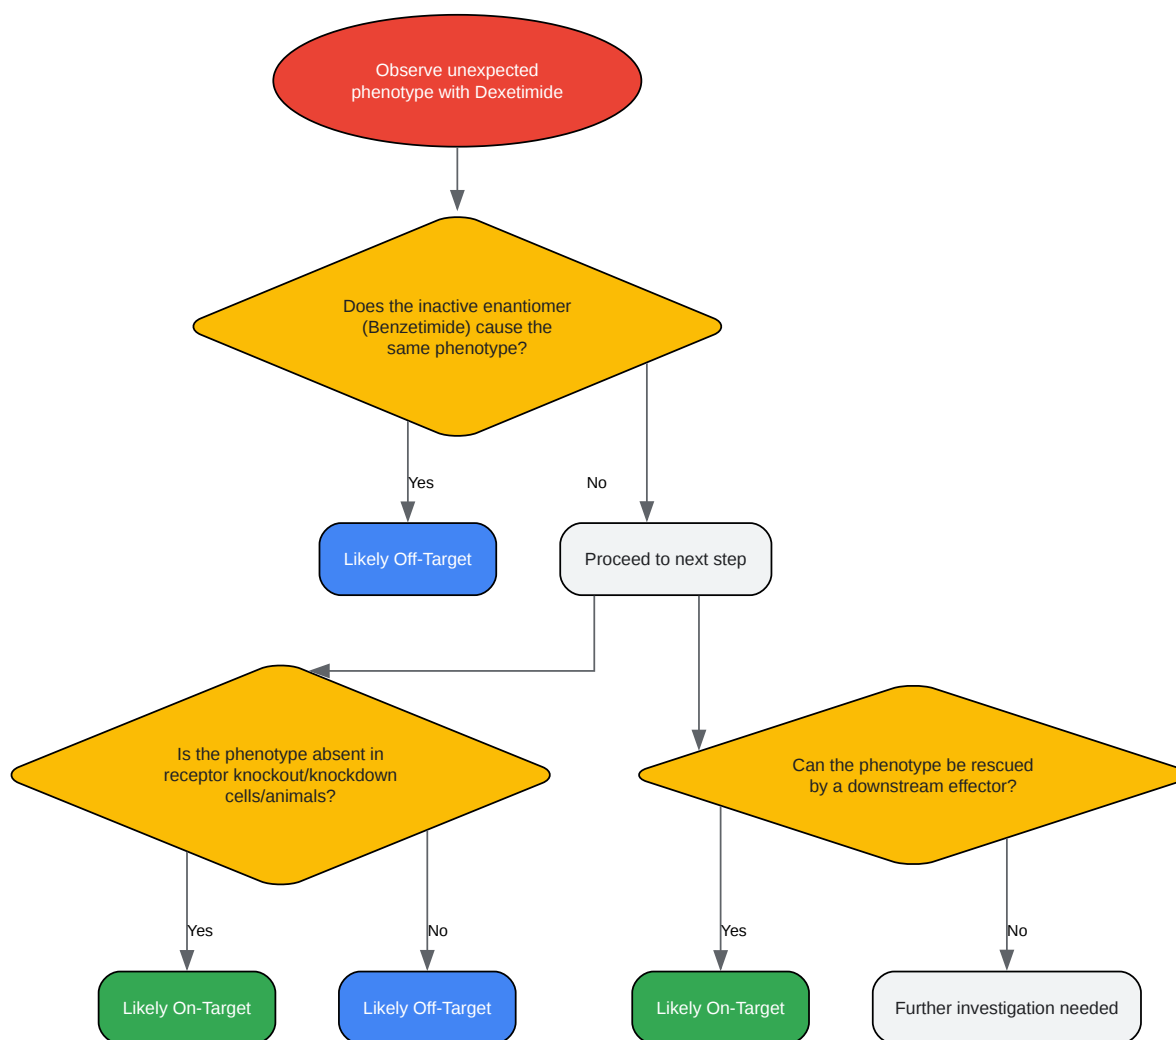 Observe unexpected
phenotype with Dexetimide
Does the inactive enantiomer
(Benzetimide) cause the
same phenotype?
Yes
No
Likely Off-Target
Proceed to next step
Is the phenotype absent in
receptor knockout/knockdown
cells/animals?
Can the phenotype be rescued
by a downstream effector?
Yes
No
Yes
No
Likely On-Target
Likely Off-Target
Likely On-Target
Further investigation needed